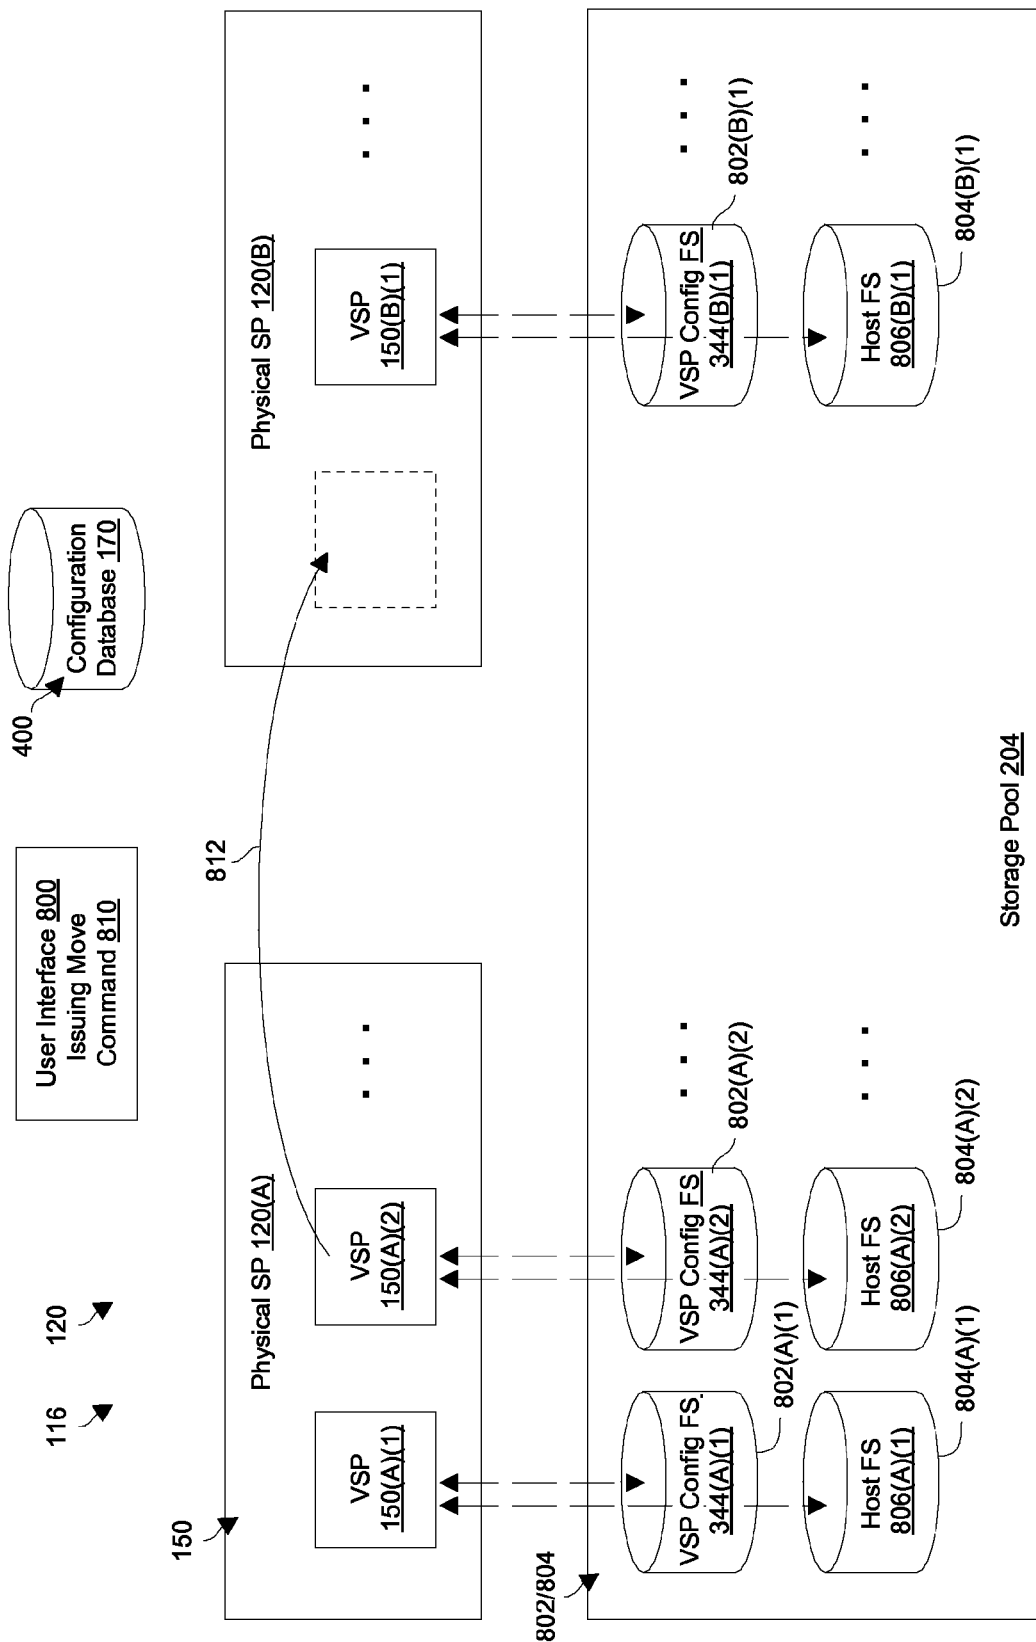 116
120
User Interface 800
Issuing Move
Command 810
400
Configuration
Database 170
150
Physical SP 120(A)
VSP
150(A)(1)
VSP
150(A)(2)
. . .
812
Physical SP 120(B)
VSP
150(B)(1)
. . .
802/804
VSP Config FS.
344(A)(1)
802(A)(1)
VSP Config FS
344(A)(2)
802(A)(2)
. . .
VSP Config FS
344(B)(1)
802(B)(1)
. . .
Host FS
806(A)(1)
804(A)(1)
Host FS
806(A)(2)
804(A)(2)
. . .
Host FS
806(B)(1)
804(B)(1)
. . .
Storage Pool 204